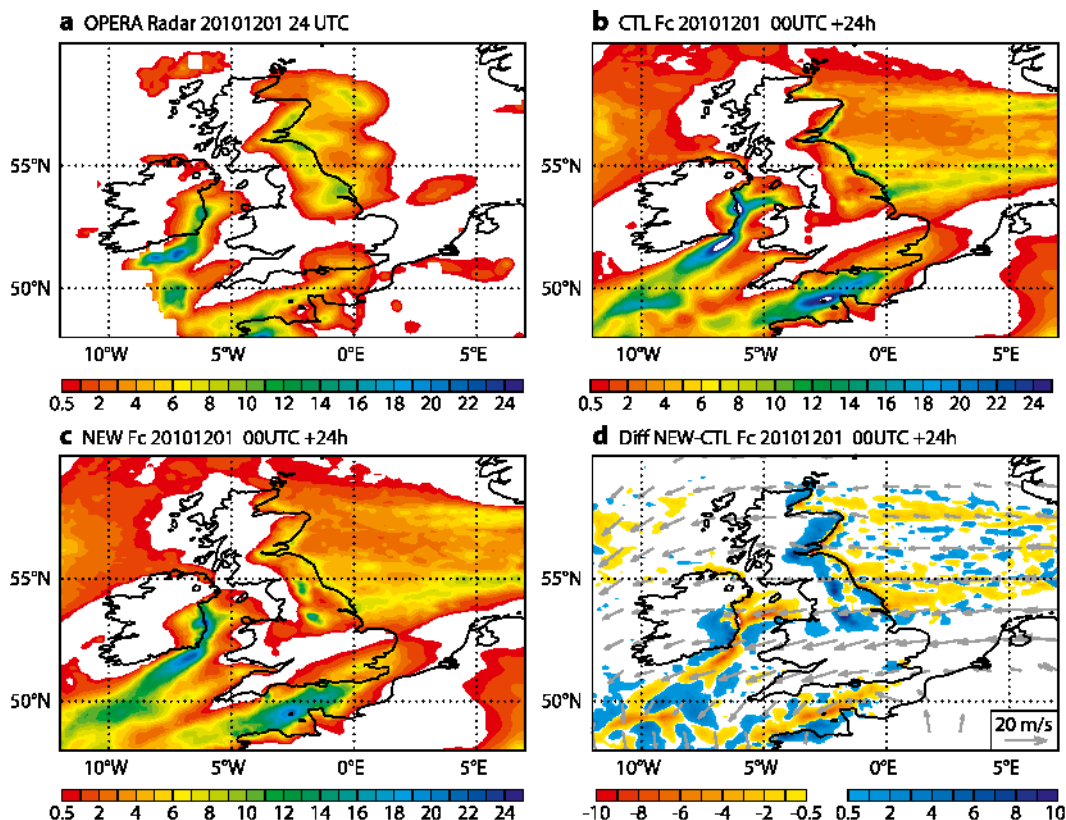 a OPERA Radar 20101201 24 UTC
b CTL Fc 20101201 00UTC +24h
55°N
50°N
10°W 5°W 0°E 5°E
0.5 2 4 6 8 10 12 14 16 18 20 22 24
55°N
50°N
10°W 5°W 0°E 5°E
0.5 2 4 6 8 10 12 14 16 18 20 22 24
c NEW Fc 20101201 00UTC +24h
d Diff NEW-CTL Fc 20101201 00UTC +24h
55°N
50°N
10°W 5°W 0°E 5°E
0.5 2 4 6 8 10 12 14 16 18 20 22 24
55°N
50°N
20 m/s
10°W 5°W 0°E 5°E
-10 -8 -6 -4 -2 -0.5
0.5 2 4 6 8 10